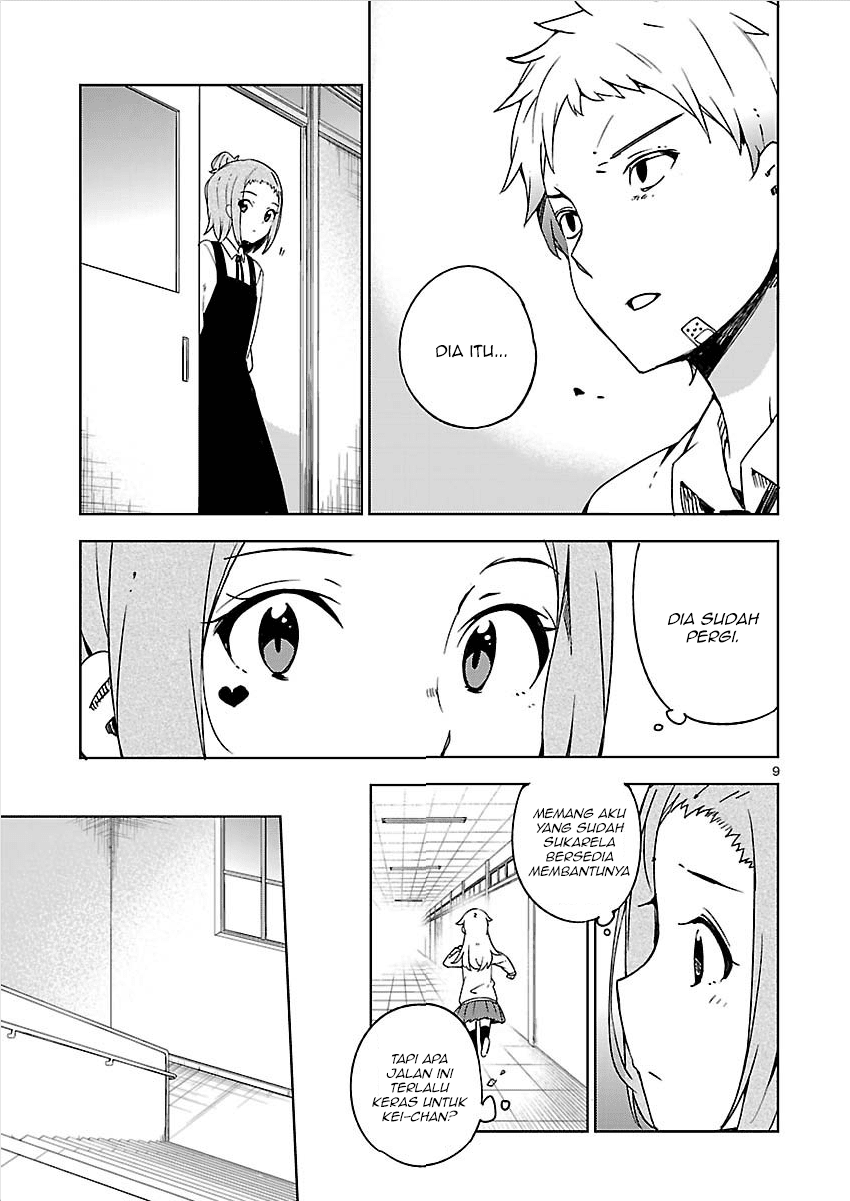 DIA ITU...
DIA SUDAH
PERGI.
9
MEMANG AKU
YANG SUDAH
SUKARELA
BERSEDIA
MEMBANTUNYA
TAPI APA
JALAN INI
TERLALU
KERAS UNTUK
KEI-CHAN?